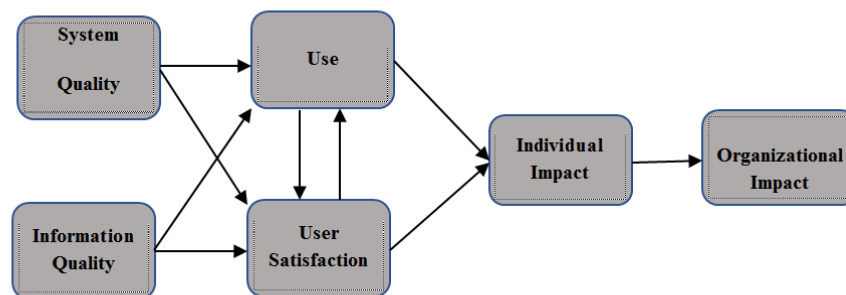 System
Quality
Use
Information
Quality
User
Satisfaction
Individual
Impact
Organizational
Impact